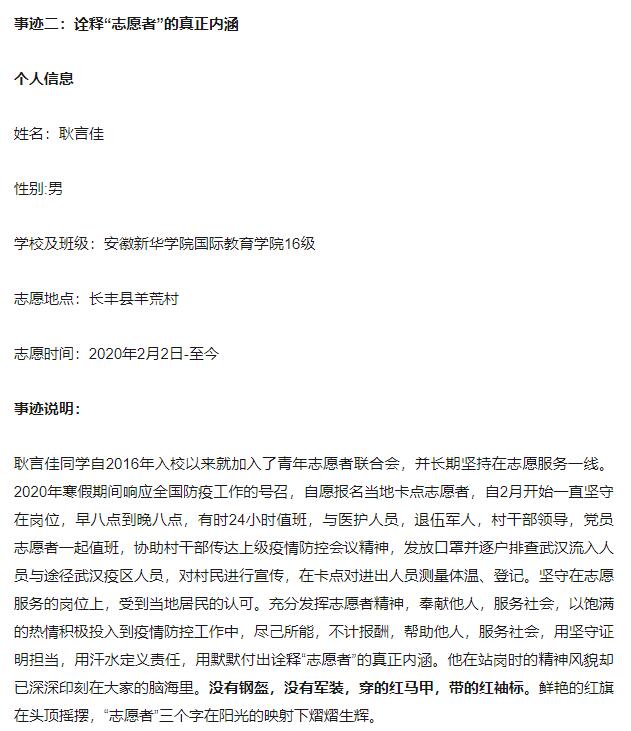 事迹二：诠释“志愿者”的真正内涵
个人信息
姓名：耿言佳
性别:男
学校及班级：安徽新华学院国际教育学院16级
志愿地点：长丰县羊荒村
志愿时间：2020年2月2日-至今
事迹说明：
耿言佳同学自2016年入校以来就加入了青年志愿者联合会，并长期坚持在志愿服务一线。
2020年寒假期间响应全国防疫工作的号召，自愿报名当地卡点志愿者，自2月开始一直坚守
在岗位，早八点到晚八点，有时24小时值班，与医护人员，退伍军人，村干部领导，党员
志愿者一起值班，协助村干部传达上级疫情防控会议精神，发放口罩并逐户排查武汉流入人
员与途径武汉疫区人员，对村民进行宣传，在卡点对进出人员测量体温、登记。坚守在志愿
服务的岗位上，受到当地居民的认可。充分发挥志愿者精神，奉献他人，服务社会，以饱满
的热情积极投入到疫情防控工作中，尽己所能，不计报酬，帮助他人，服务社会，用坚守证
明担当，用汗水定义责任，用默默付出诠释“志愿者”的真正内涵。他在站岗时的精神风貌却
已深深印刻在大家的脑海里。没有钢盔，没有军装，穿的红马甲，带的红袖标。鲜艳的红旗
在头顶摇摆，“志愿者”三个字在阳光的映射下熠熠生辉。